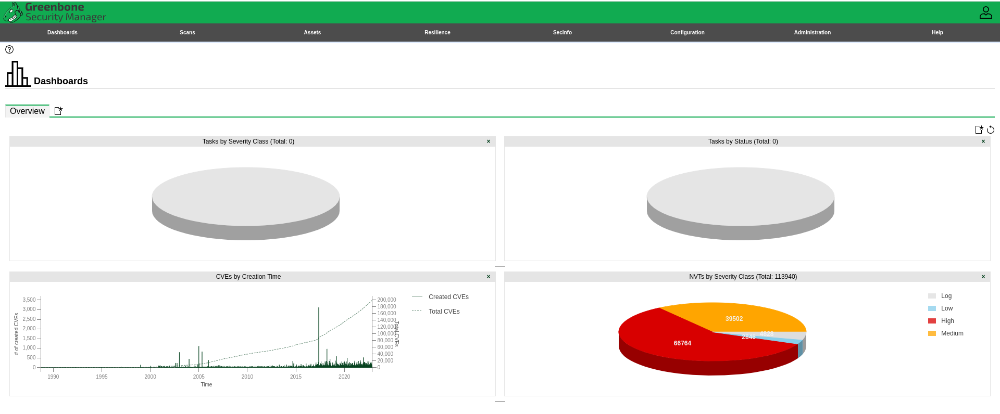 Greenbone
Security Manager
Dashboards Scans Assets Resilience SecInfo Configuration Administration Help
Dashboards
Overview
Tasks by Severity Class (Total: 0) ×
Tasks by Status (Total: 0) ×
CVEs by Creation Time ×
# of created CVEs
3,500
3,000
2,500
2,000
1,500
1,000
500
0
200,000
180,000
160,000
140,000
120,000
100,000
80,000
60,000
40,000
20,000
0
Total CVEs
1990 1995 2000 2005 2010 2015 2020
Time
Created CVEs
Total CVEs
NVTs by Severity Class (Total: 113940) ×
39502
4828
2846
66764
Log
Low
High
Medium